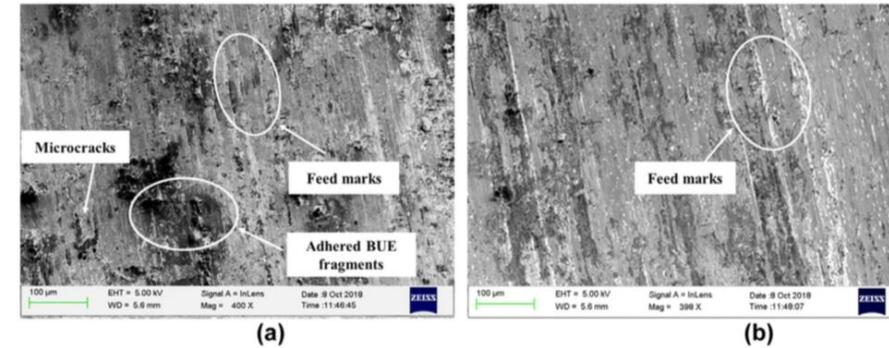 Microcracks
Feed marks
Adhered BUE
fragments
100 µm
EHT = 5.00 kV
Signal A = InLens
Date :8 Oct 2018
WD = 5.6 mm
Mag = 400 X
Time :11:46:45
ZEISS
(a)
Feed marks
100 µm
EHT = 5.00 kV
Signal A = InLens
Date :8 Oct 2018
WD = 5.6 mm
Mag = 398 X
Time :11:48:07
ZEISS
(b)